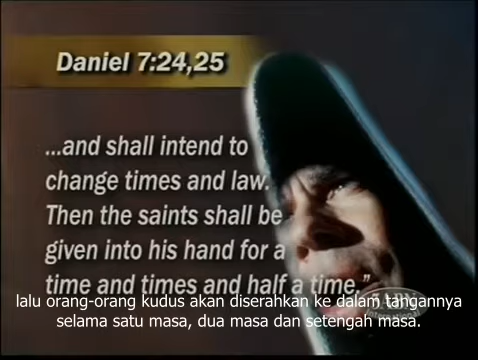 Daniel 7:24,25
...and shall intend to
change times and law.
Then the saints shall be
given into his hand for a
time and times and half a time."
lalu orang-orang kudus akan diserahkan ke dalam tangannya
selama satu masa, dua masa dan setengah masa.